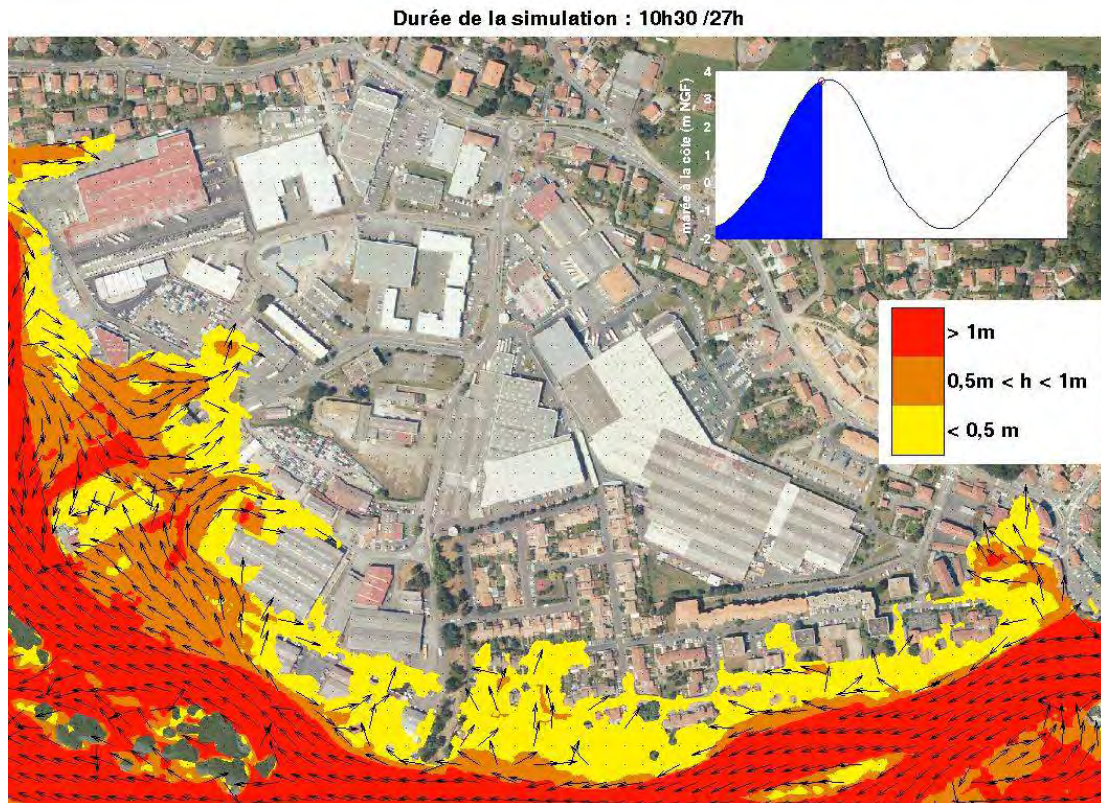 Durée de la simulation : 10h30 /27h
marée à la côte (m NGF)
4
3
2
1
0
-1
-2
> 1m
0,5m < h < 1m
< 0,5 m